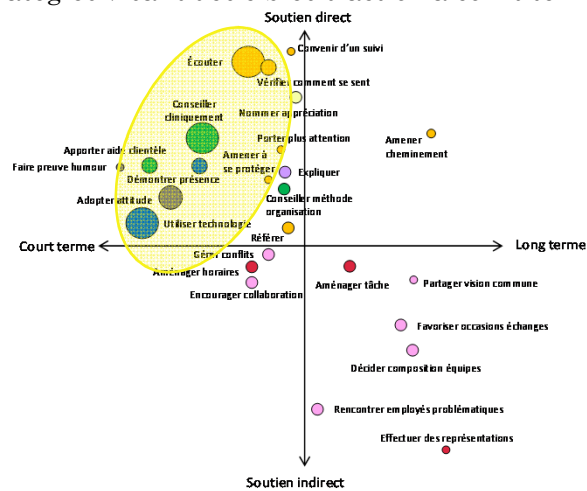 Soutien direct
Convenir d'un suivi
Écouter
Vérifier comment se sent
Conseiller
cliniquement
Nommer appréciation
Porter plus attention
Amener
cheminement
Apporter aide clientèle
Faire preuve humour
Amener à
se protéger
Expliquer
Démontrer présence
Adopter attitude
Conseiller méthode
organisation
Utiliser technologie
Référer
Court terme
Long terme
Gérer conflits
Aménager horaires
Aménager tâche
Partager vision commune
Encourager collaboration
Favoriser occasions échanges
Décider composition équipes
Rencontrer employés problématiques
Effectuer des représentations
Soutien indirect